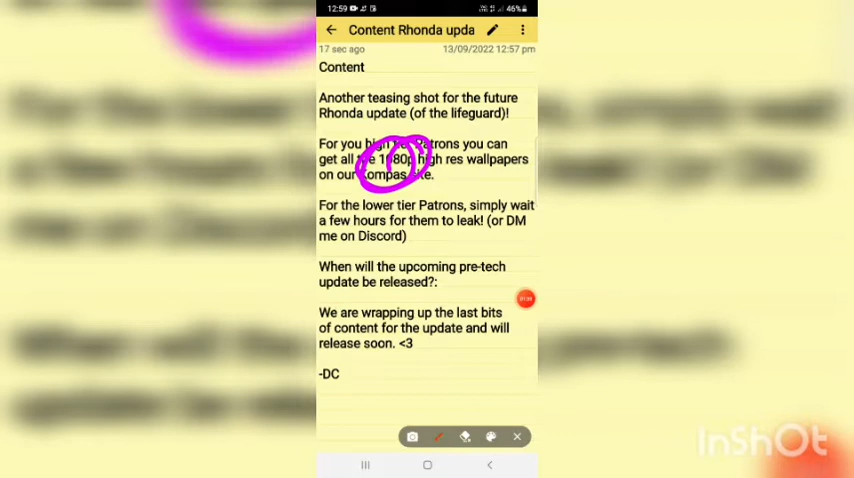 12:59
46%
Content Rhonda upda
17 sec ago
13/09/2022 12:57 pm
Content
Another teasing shot for the future
Rhonda update (of the lifeguard)!
For you high tier Patrons you can
get all the 1080p high res wallpapers
on our Kompas site.
For the lower tier Patrons, simply wait
a few hours for them to leak! (or DM
me on Discord)
When will the upcoming pre-tech
update be released?:
We are wrapping up the last bits
of content for the update and will
release soon. <3
-DC
InShOt